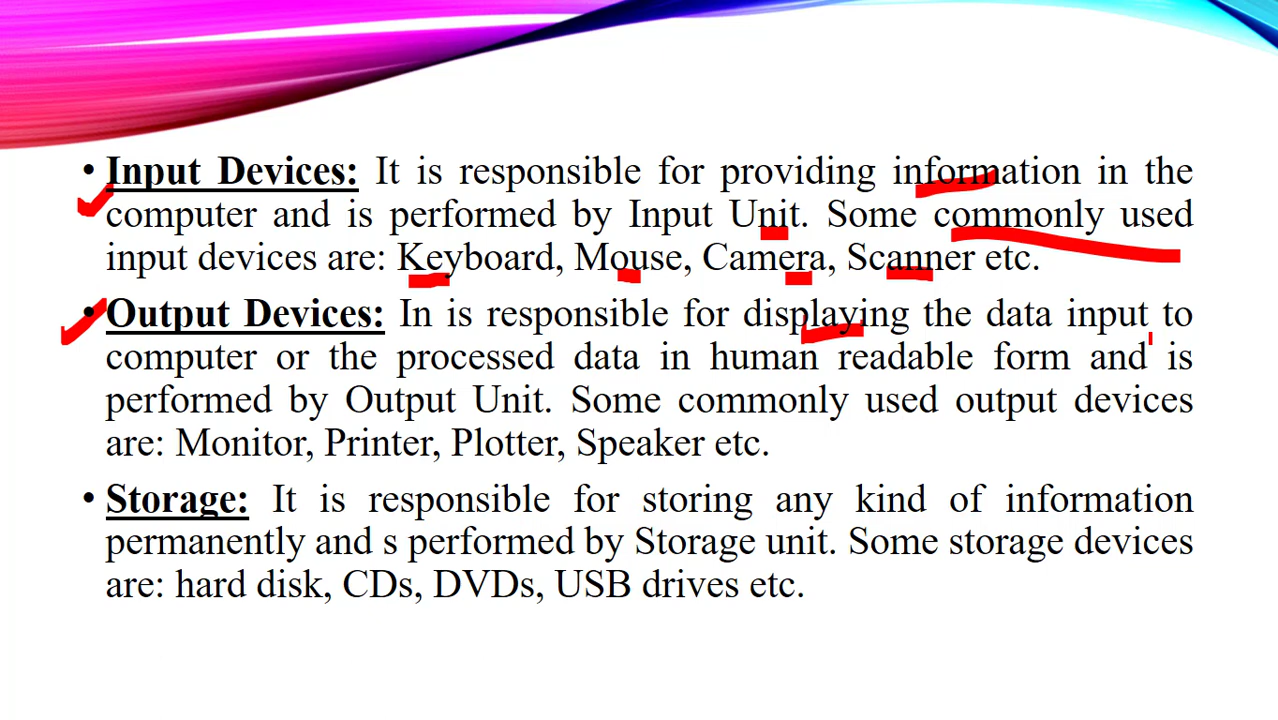 • Input Devices: It is responsible for providing information in the
computer and is performed by Input Unit. Some commonly used
input devices are: Keyboard, Mouse, Camera, Scanner etc.
• Output Devices: In is responsible for displaying the data input to
computer or the processed data in human readable form and is
performed by Output Unit. Some commonly used output devices
are: Monitor, Printer, Plotter, Speaker etc.
• Storage: It is responsible for storing any kind of information
permanently and s performed by Storage unit. Some storage devices
are: hard disk, CDs, DVDs, USB drives etc.